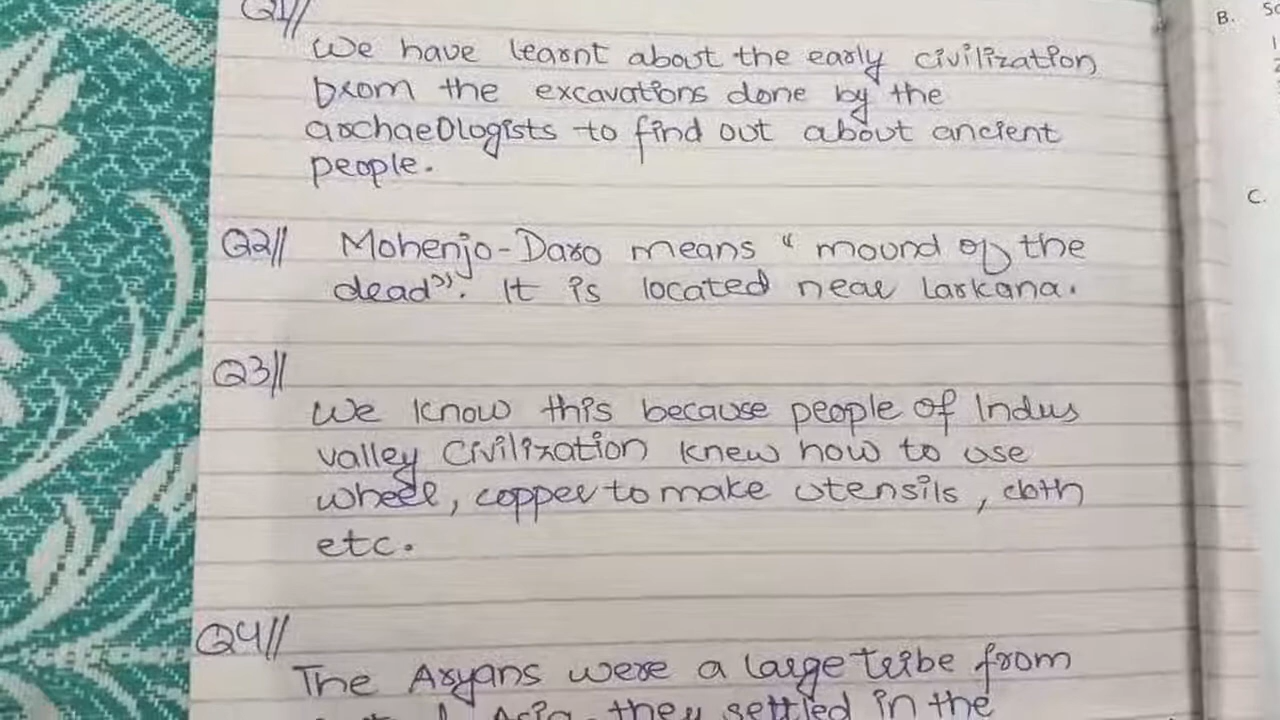 Q1//
We have learnt about the early civilization
from the excavations done by the
archaeologists to find out about ancient
people.
Q2// Mohenjo-Daro means " mound of the
dead". It is located near Larkana.
Q3//
We know this because people of Indus
valley Civilization knew how to use
wheel, copper to make utensils, cloth
etc.
Q4//
The Aryans were a large tribe from
Asia, they settled in the
B.
C.